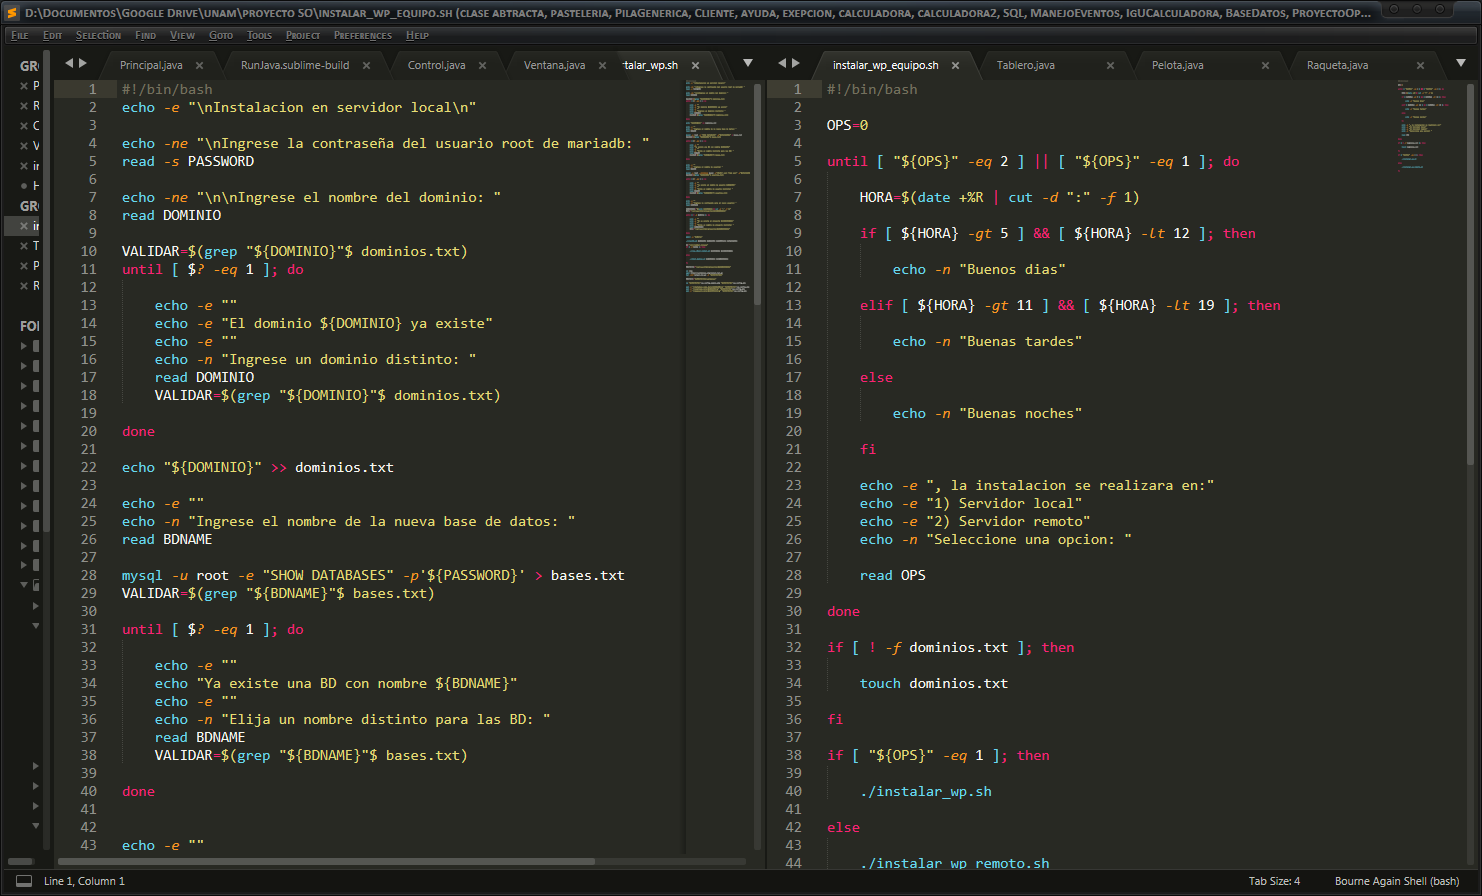 D:\Documentos\Google Drive\UNAM\proyecto SO\instalar_wp_equipo.sh (clase abtracta, pasteleria, PilaGenerica, Cliente, ayuda, exepcion, calculadora, calculadora2, SQL, ManejoEventos, IgUCalculadora, BaseDatos, ProyectoOp...
File Edit Selection Find View Goto Tools Project Preferences Help
Principal.java RunJava.sublime-build Control.java Ventana.java talar_wp.sh
instalar_wp_equipo.sh Tablero.java Pelota.java Raqueta.java
1 #!/bin/bash
2 echo -e "\nInstalacion en servidor local\n"
3
4 echo -ne "\nIngrese la contraseña del usuario root de mariadb: "
5 read -s PASSWORD
6
7 echo -ne "\n\nIngrese el nombre del dominio: "
8 read DOMINIO
9
10 VALIDAR=$(grep "${DOMINIO}"$ dominios.txt)
11 until [ $? -eq 1 ]; do
12
13 echo -e ""
14 echo -e "El dominio ${DOMINIO} ya existe"
15 echo -e ""
16 echo -n "Ingrese un dominio distinto: "
17 read DOMINIO
18 VALIDAR=$(grep "${DOMINIO}"$ dominios.txt)
19
20 done
21
22 echo "${DOMINIO}" >> dominios.txt
23
24 echo -e ""
25 echo -n "Ingrese el nombre de la nueva base de datos: "
26 read BDNAME
27
28 mysql -u root -e "SHOW DATABASES" -p'${PASSWORD}' > bases.txt
29 VALIDAR=$(grep "${BDNAME}"$ bases.txt)
30
31 until [ $? -eq 1 ]; do
32
33 echo -e ""
34 echo "Ya existe una BD con nombre ${BDNAME}"
35 echo -e ""
36 echo -n "Elija un nombre distinto para las BD: "
37 read BDNAME
38 VALIDAR=$(grep "${BDNAME}"$ bases.txt)
39
40 done
41
42
43 echo -e ""
1 #!/bin/bash
2
3 OPS=0
4
5 until [ "${OPS}" -eq 2 ] || [ "${OPS}" -eq 1 ]; do
6
7 HORA=$(date +%R | cut -d ":" -f 1)
8
9 if [ ${HORA} -gt 5 ] && [ ${HORA} -lt 12 ]; then
10
11 echo -n "Buenos dias"
12
13 elif [ ${HORA} -gt 11 ] && [ ${HORA} -lt 19 ]; then
14
15 echo -n "Buenas tardes"
16
17 else
18
19 echo -n "Buenas noches"
20
21 fi
22
23 echo -e ", la instalacion se realizara en:"
24 echo -e "1) Servidor local"
25 echo -e "2) Servidor remoto"
26 echo -n "Seleccione una opcion: "
27
28 read OPS
29
30 done
31
32 if [ ! -f dominios.txt ]; then
33
34 touch dominios.txt
35
36 fi
37
38 if [ "${OPS}" -eq 1 ]; then
39
40 ./instalar_wp.sh
41
42 else
43
44 ./instalar_wp_remoto.sh
Line 1, Column 1
Tab Size: 4 Bourne Again Shell (bash)